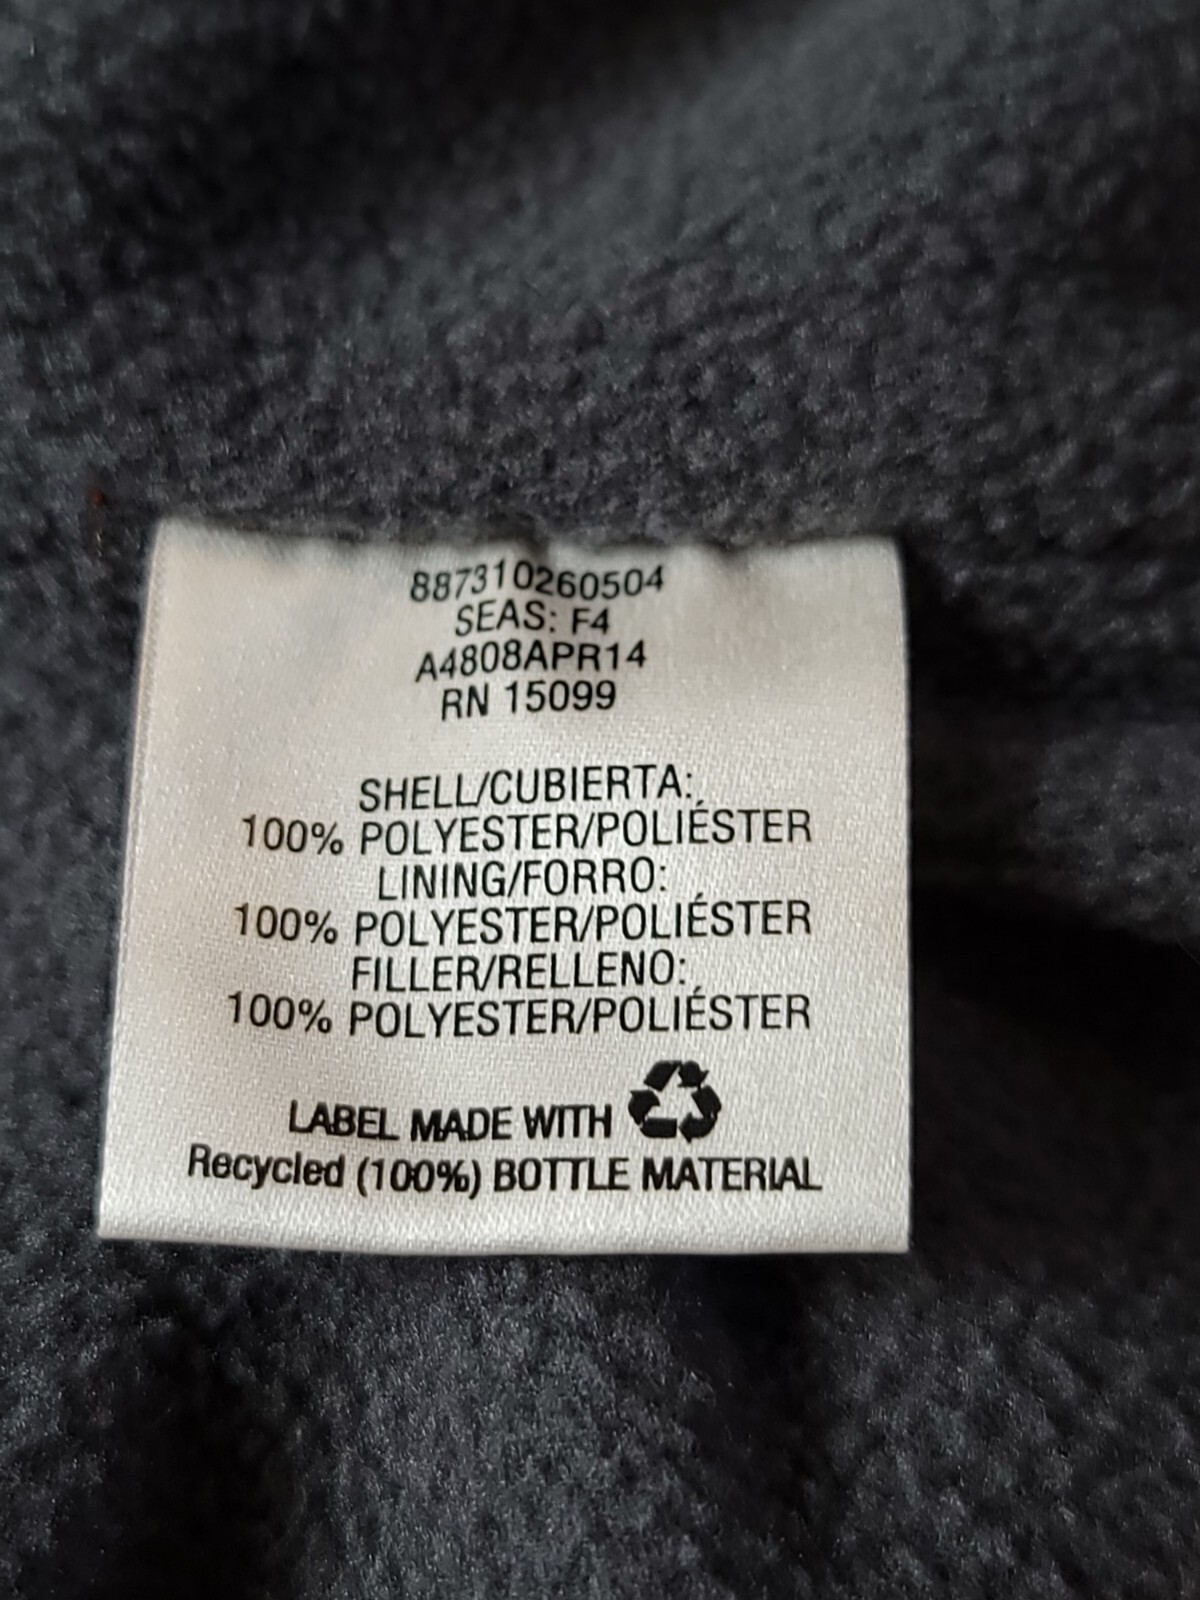 887310260504
SEAS: F4
A4808APR14
RN 15099
SHELL/CUBIERTA:
100% POLYESTER/POLIÉSTER
LINING/FORRO:
100% POLYESTER/POLIÉSTER
FILLER/RELLENO:
100% POLYESTER/POLIÉSTER
LABEL MADE WITH
Recycled (100%) BOTTLE MATERIAL